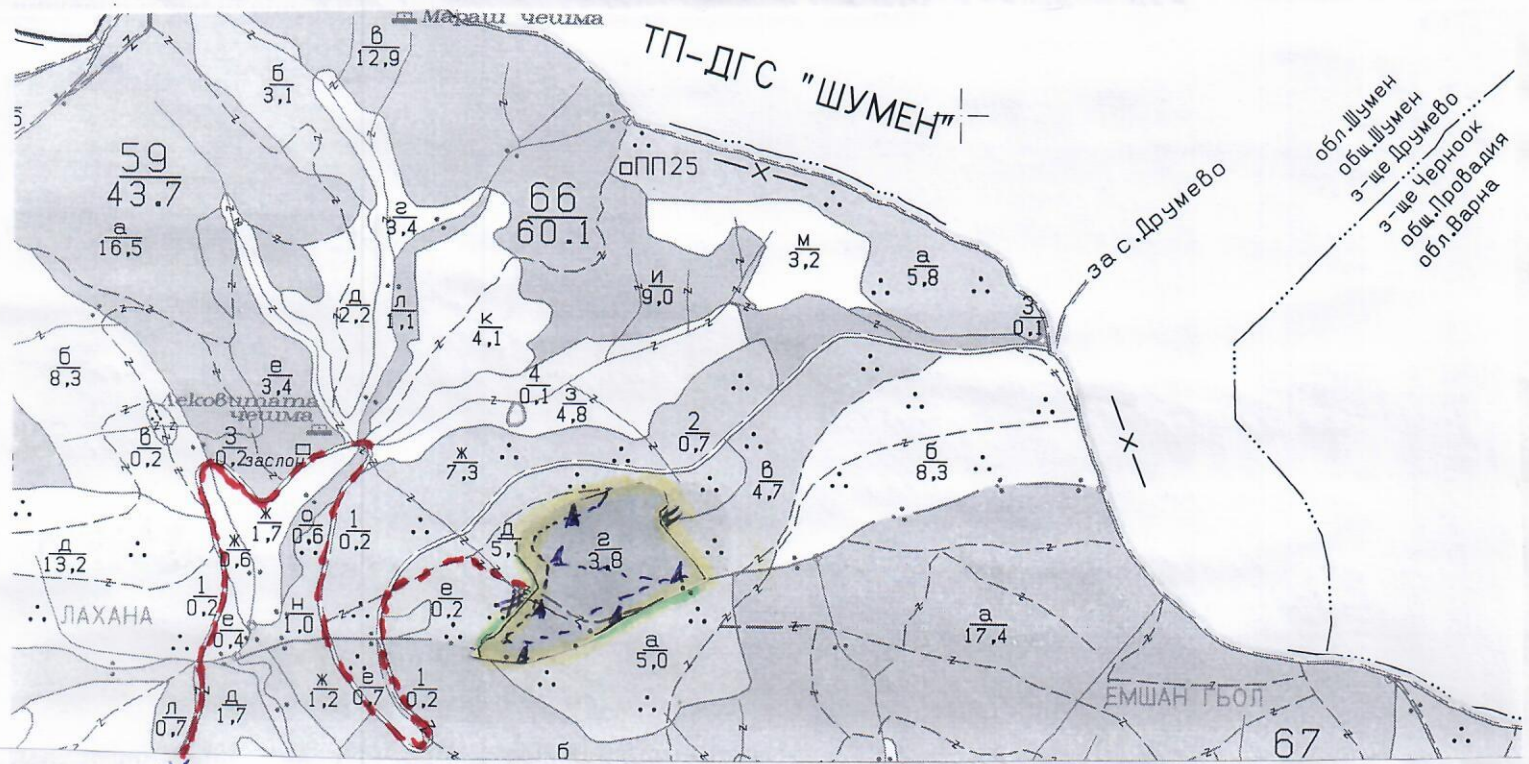 Мараш чешма
ТП-ДГС "ШУМЕН"
в
12,9
б
3,1
59
43.7
а
16,5
г
3,4
66
60.1
ПП25
обл.Шумен
общ.Шумен
з-ще Друмево
з-ще Чернook
общ.Провадия
обл.Варна
за с.Друмево
м
3,2
а
5,8
и
9,0
д
2,2
л
1,1
к
4,1
3
0,1
б
8,3
е
3,4
Лековитата
чешма
4
0,1
з
4,8
2
0,7
в
0,2
3
0,2
заслон
ж
7,3
в
4,7
б
8,3
ж
1,7
о
0,6
1
0,2
д
5,1
г
3,8
д
13,2
ж
0,6
1
0,2
ЛАХАНА
е
0,4
н
1,0
е
0,2
а
5,0
а
17,4
л
0,7
д
1,7
ж
1,2
е
0,7
1
0,2
ЕМШАН ГБОЛ
б
67